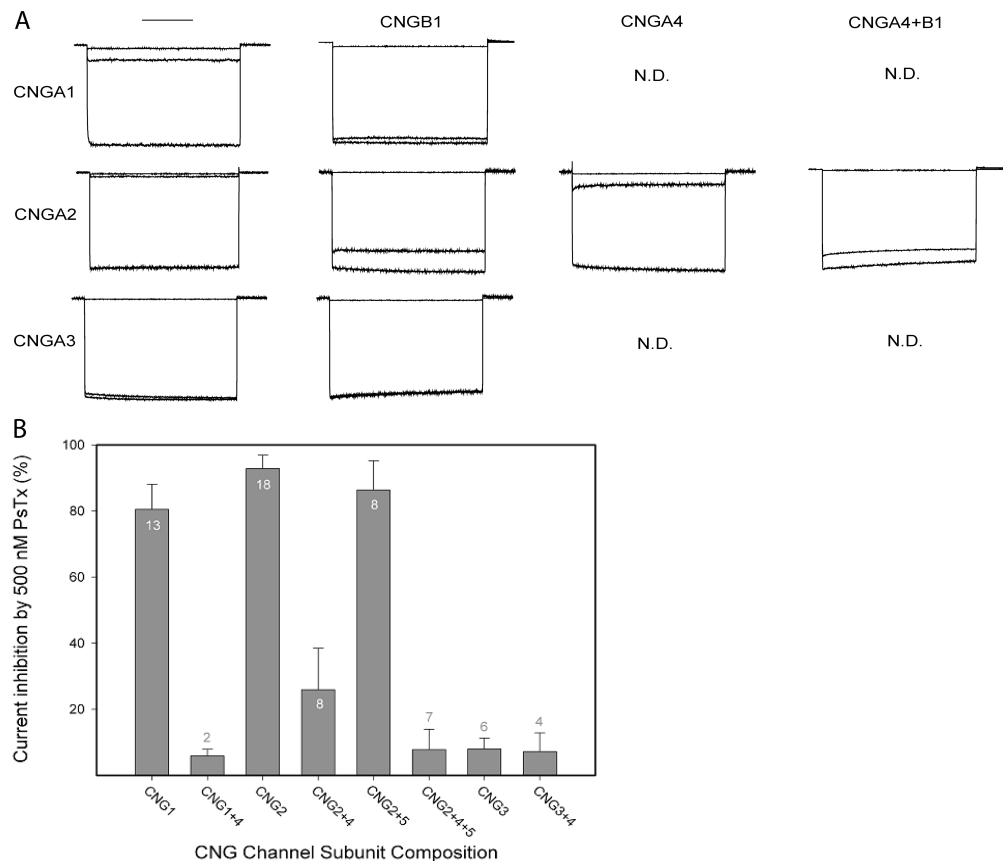 A
CNGB1 CNGA4 CNGA4+B1
CNGA1 N.D. N.D.
CNGA2
CNGA3 N.D. N.D.
B
Current inhibition by 500 nM PsTx (%)
100
80
60
40
20
13
2
18
8
8
7
6
4
CNG1 CNG1+4 CNG2 CNG2+4 CNG2+5 CNG2+4+5 CNG3 CNG3+4
CNG Channel Subunit Composition